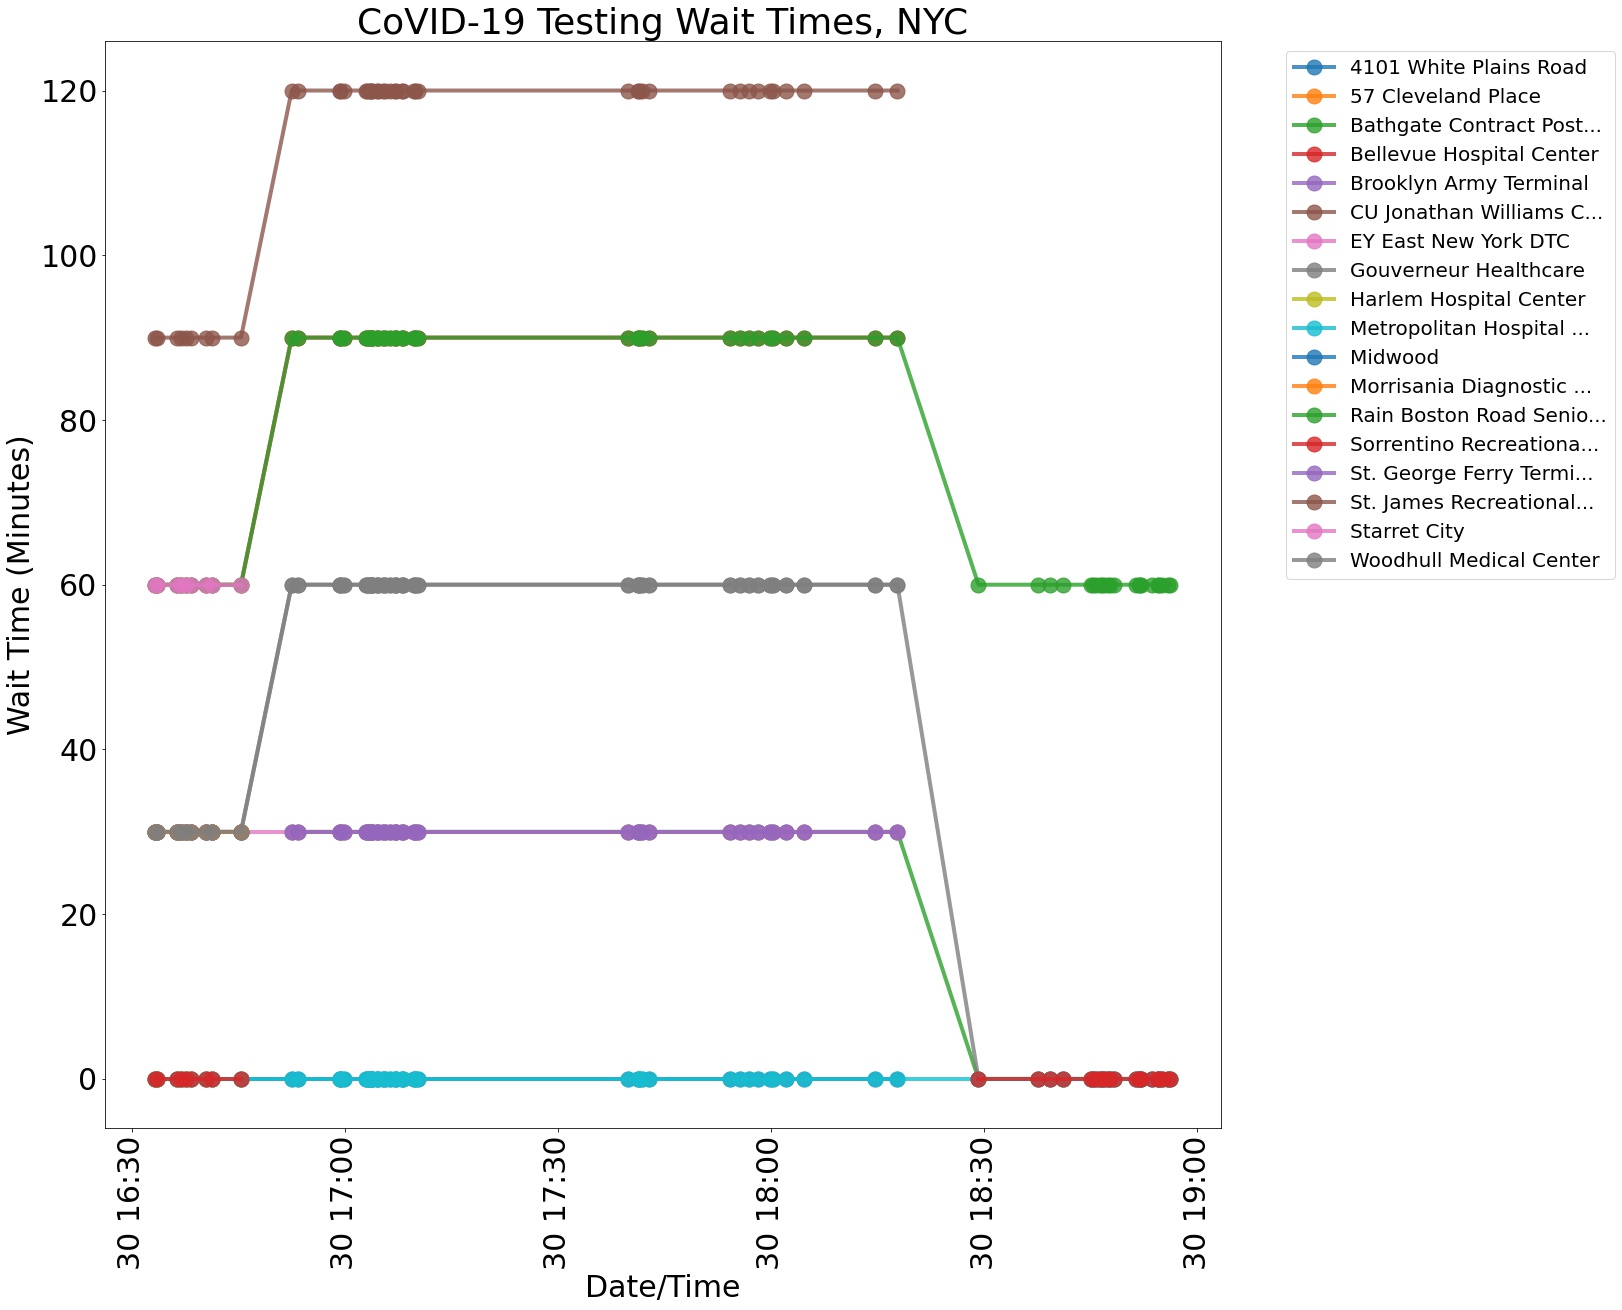 CoVID-19 Testing Wait Times, NYC
120
100
80
60
40
20
0
Wait Time (Minutes)
30 16:30
30 17:00
30 17:30
30 18:00
30 18:30
30 19:00
Date/Time
4101 White Plains Road
57 Cleveland Place
Bathgate Contract Post...
Bellevue Hospital Center
Brooklyn Army Terminal
CU Jonathan Williams C...
EY East New York DTC
Gouverneur Healthcare
Harlem Hospital Center
Metropolitan Hospital ...
Midwood
Morrisania Diagnostic ...
Rain Boston Road Senio...
Sorrentino Recreationa...
St. George Ferry Termi...
St. James Recreational...
Starret City
Woodhull Medical Center